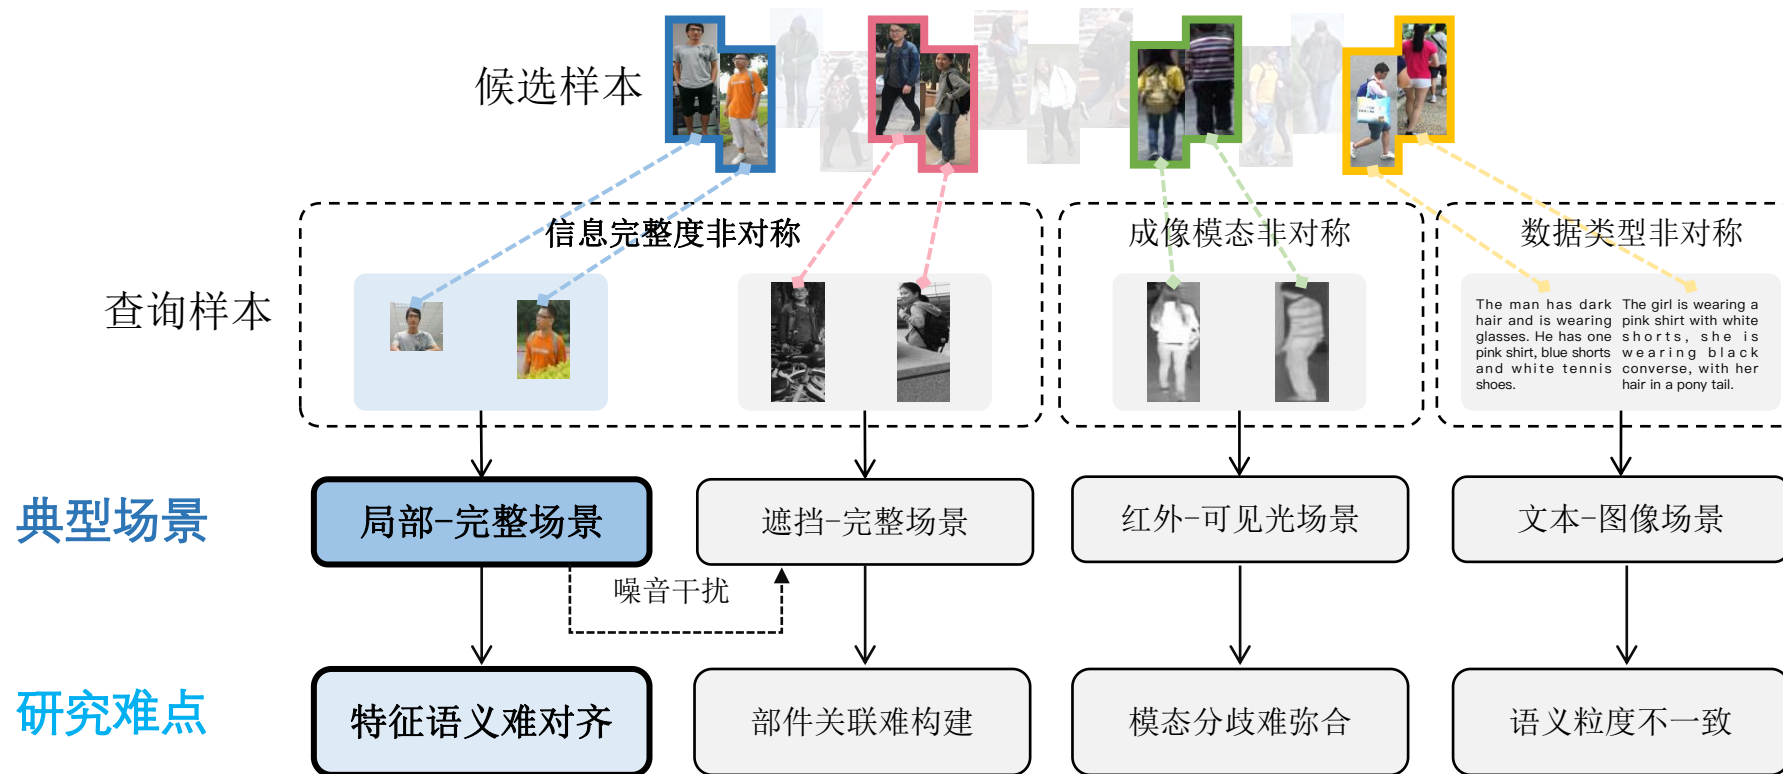 候选样本
信息完整度非对称
成像模态非对称
数据类型非对称
查询样本
The man has dark
hair and is wearing
glasses. He has one
pink shirt, blue shorts
and white tennis
shoes.
The girl is wearing a
pink shirt with white
shorts, she is
wearing black
converse, with her
hair in a pony tail.
典型场景
局部-完整场景
遮挡-完整场景
红外-可见光场景
文本-图像场景
噪音干扰
研究难点
特征语义难对齐
部件关联难构建
模态分歧难弥合
语义粒度不一致